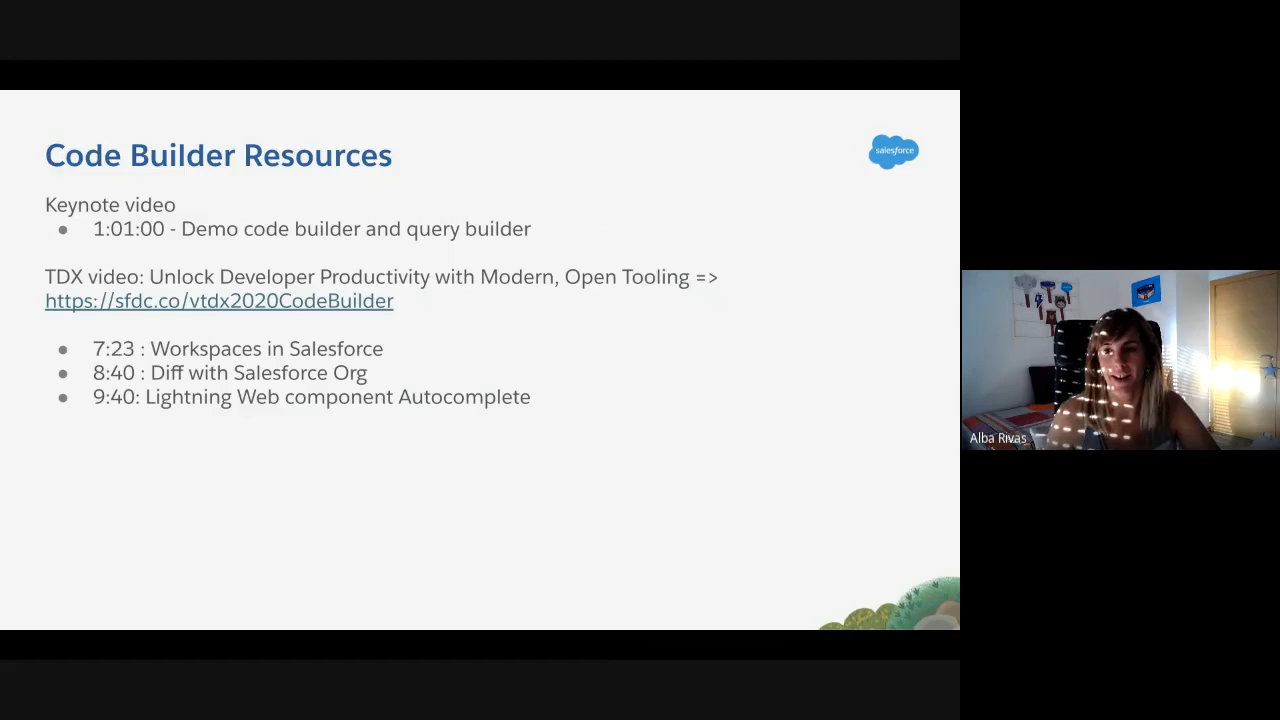 Code Builder Resources
salesforce
Keynote video
● 1:01:00 - Demo code builder and query builder
TDX video: Unlock Developer Productivity with Modern, Open Tooling =>
https://sfdc.co/vtdx2020CodeBuilder
● 7:23 : Workspaces in Salesforce
● 8:40 : Diff with Salesforce Org
● 9:40: Lightning Web component Autocomplete
Alba Rivas